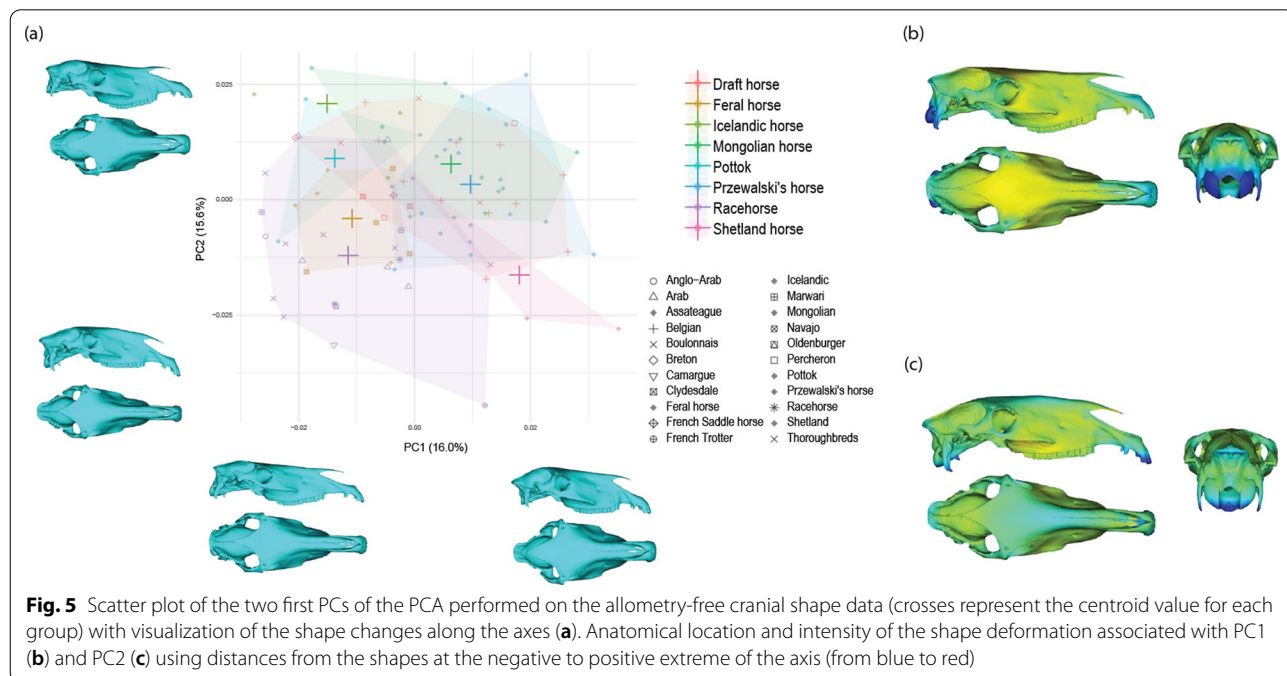 (a)
0.025
0.000
−0.025
PC2 (15.6%)
−0.02
0.00
0.02
PC1 (16.0%)
Draft horse
Feral horse
Icelandic horse
Mongolian horse
Pottok
Przewalski's horse
Racehorse
Shetland horse
Anglo-Arab
Arab
Assateague
Belgian
Boulonnais
Breton
Camargue
Clydesdale
Feral horse
French Saddle horse
French Trotter
Icelandic
Marwari
Mongolian
Navajo
Oldenburger
Percheron
Pottok
Przewalski's horse
Racehorse
Shetland
Thoroughbreds
(b)
(c)
Fig. 5 Scatter plot of the two first PCs of the PCA performed on the allometry-free cranial shape data (crosses represent the centroid value for each
group) with visualization of the shape changes along the axes (a). Anatomical location and intensity of the shape deformation associated with PC1
(b) and PC2 (c) using distances from the shapes at the negative to positive extreme of the axis (from blue to red)